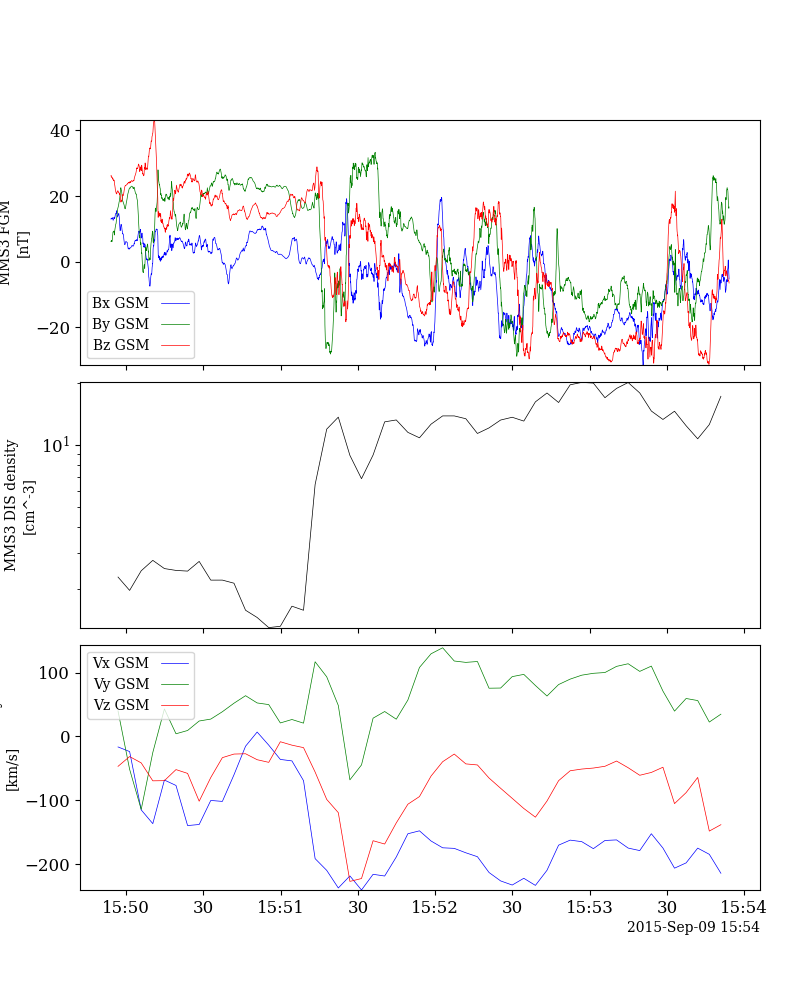 40
20
0
−20
MMS3 FGM
[nT]
Bx GSM
By GSM
Bz GSM
10^1
MMS3 DIS density
[cm^-3]
100
0
−100
−200
[km/s]
Vx GSM
Vy GSM
Vz GSM
15:50 30 15:51 30 15:52 30 15:53 30 15:54
2015-Sep-09 15:54